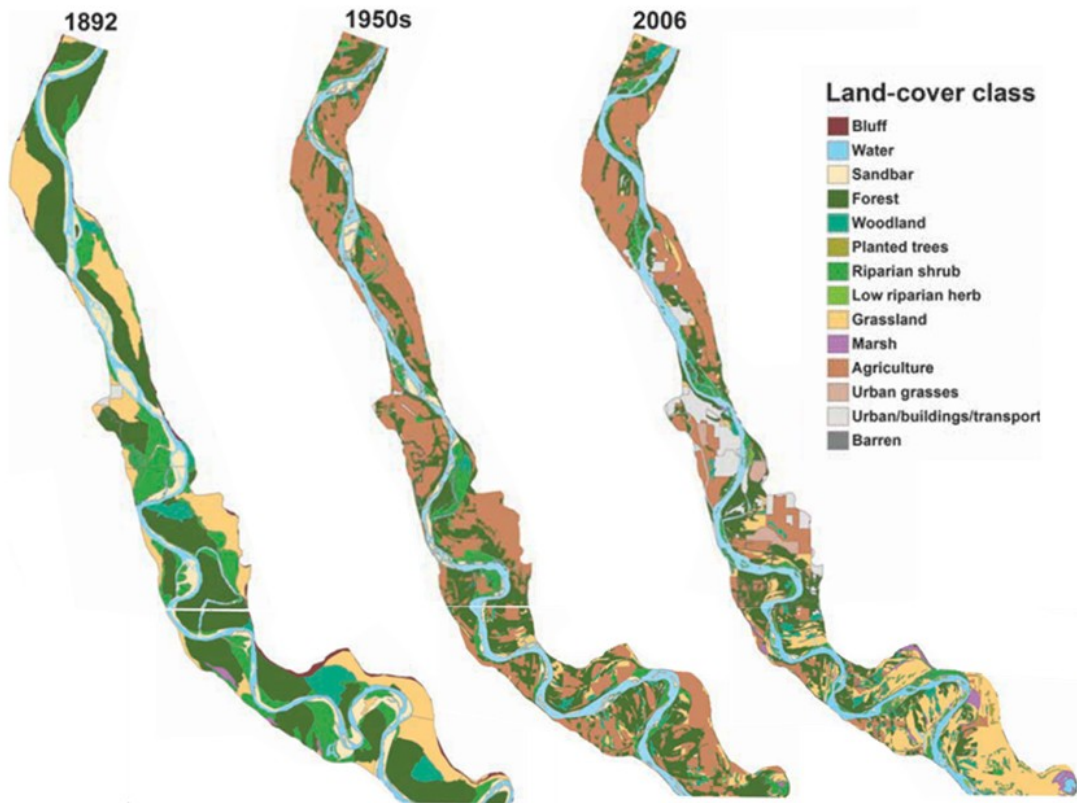 1892
1950s
2006
Land-cover class
Bluff
Water
Sandbar
Forest
Woodland
Planted trees
Riparian shrub
Low riparian herb
Grassland
Marsh
Agriculture
Urban grasses
Urban/buildings/transport
Barren